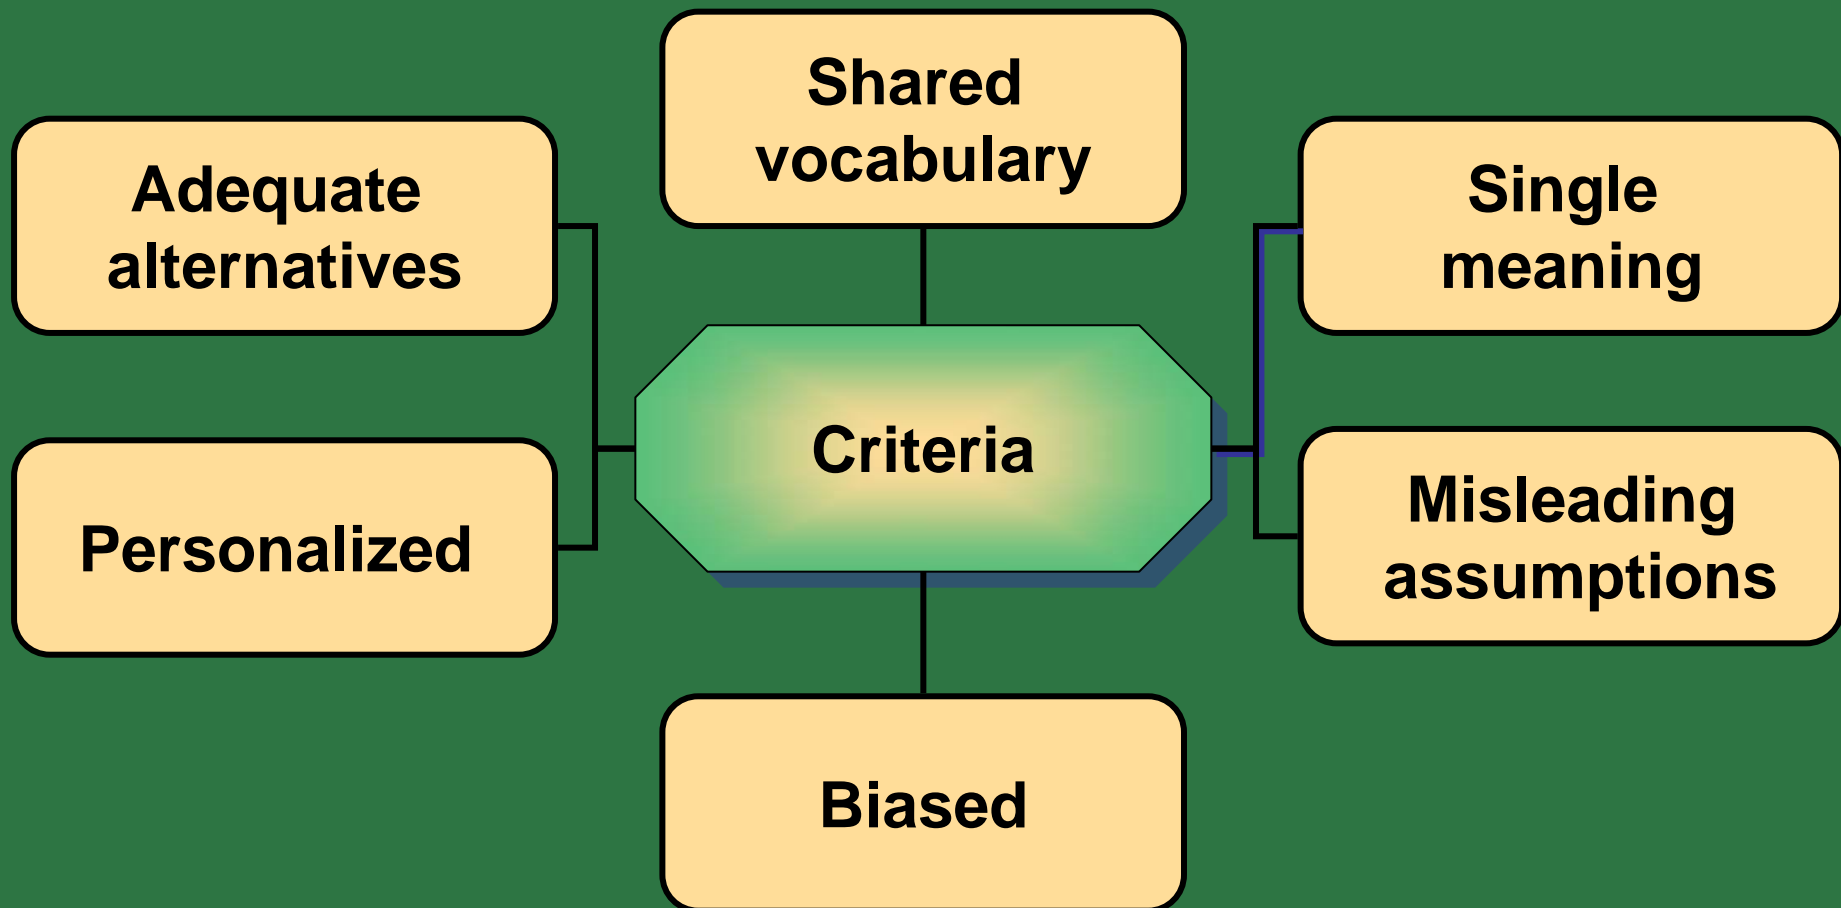 Shared
vocabulary
Adequate
alternatives
Single
meaning
Criteria
Personalized
Misleading
assumptions
Biased